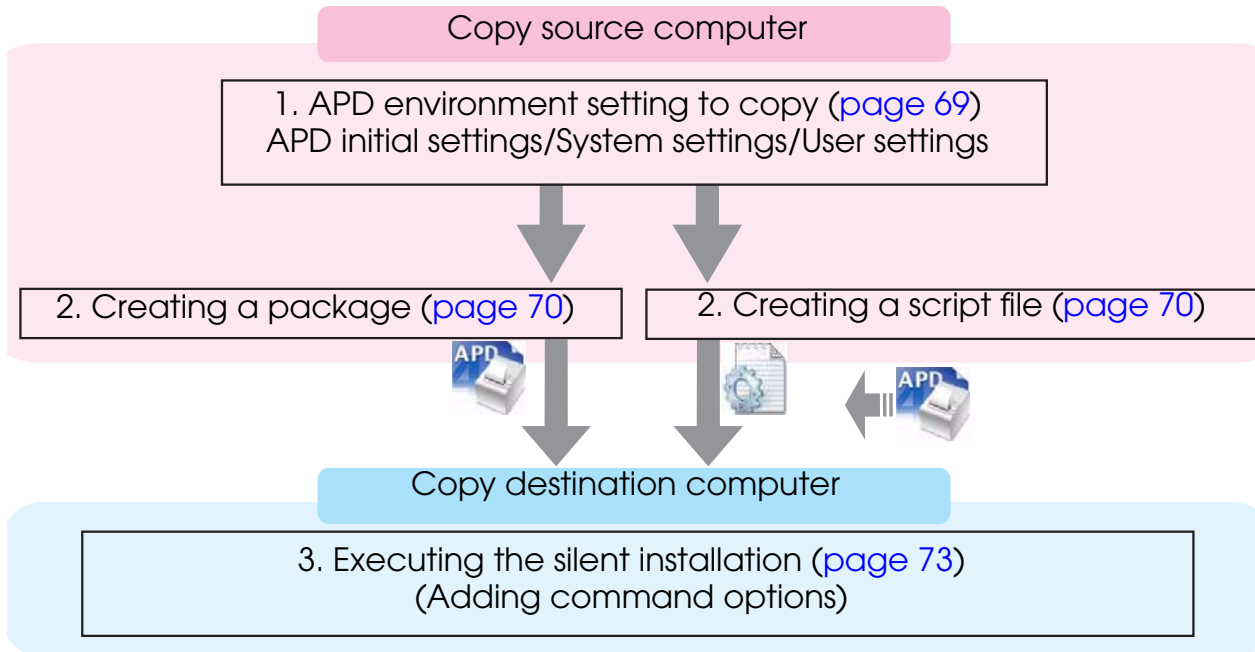 Copy source computer
1. APD environment setting to copy (page 69)
APD initial settings/System settings/User settings
2. Creating a package (page 70)
2. Creating a script file (page 70)
APD
APD
Copy destination computer
3. Executing the silent installation (page 73)
(Adding command options)